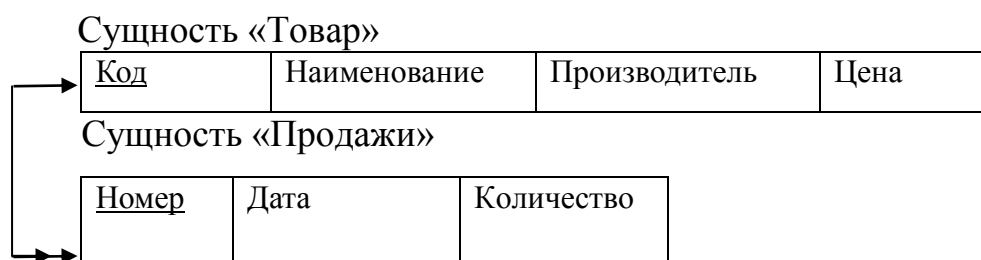 Сущность «Товар»
Код Наименование Производитель Цена
Сущность «Продажи»
Номер Дата Количество